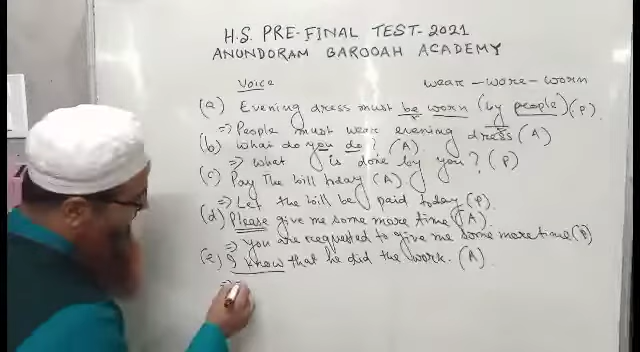 H.S. PRE-FINAL TEST-2021
ANUNDORAM BAROOAH ACADEMY
Voice wear - wore - worn
(a) Evening dress must be worn (by people) (P)
=> People must wear evening dress (A)
(b) What do you do? (A)
=> What is done by you? (P)
(c) Pay the bill today (A)
=> Let the bill be paid today (P).
(d) Please give me some more time (A).
=> You are requested to give me some more time (P)
(e) I know that he did the work. (A).
=>